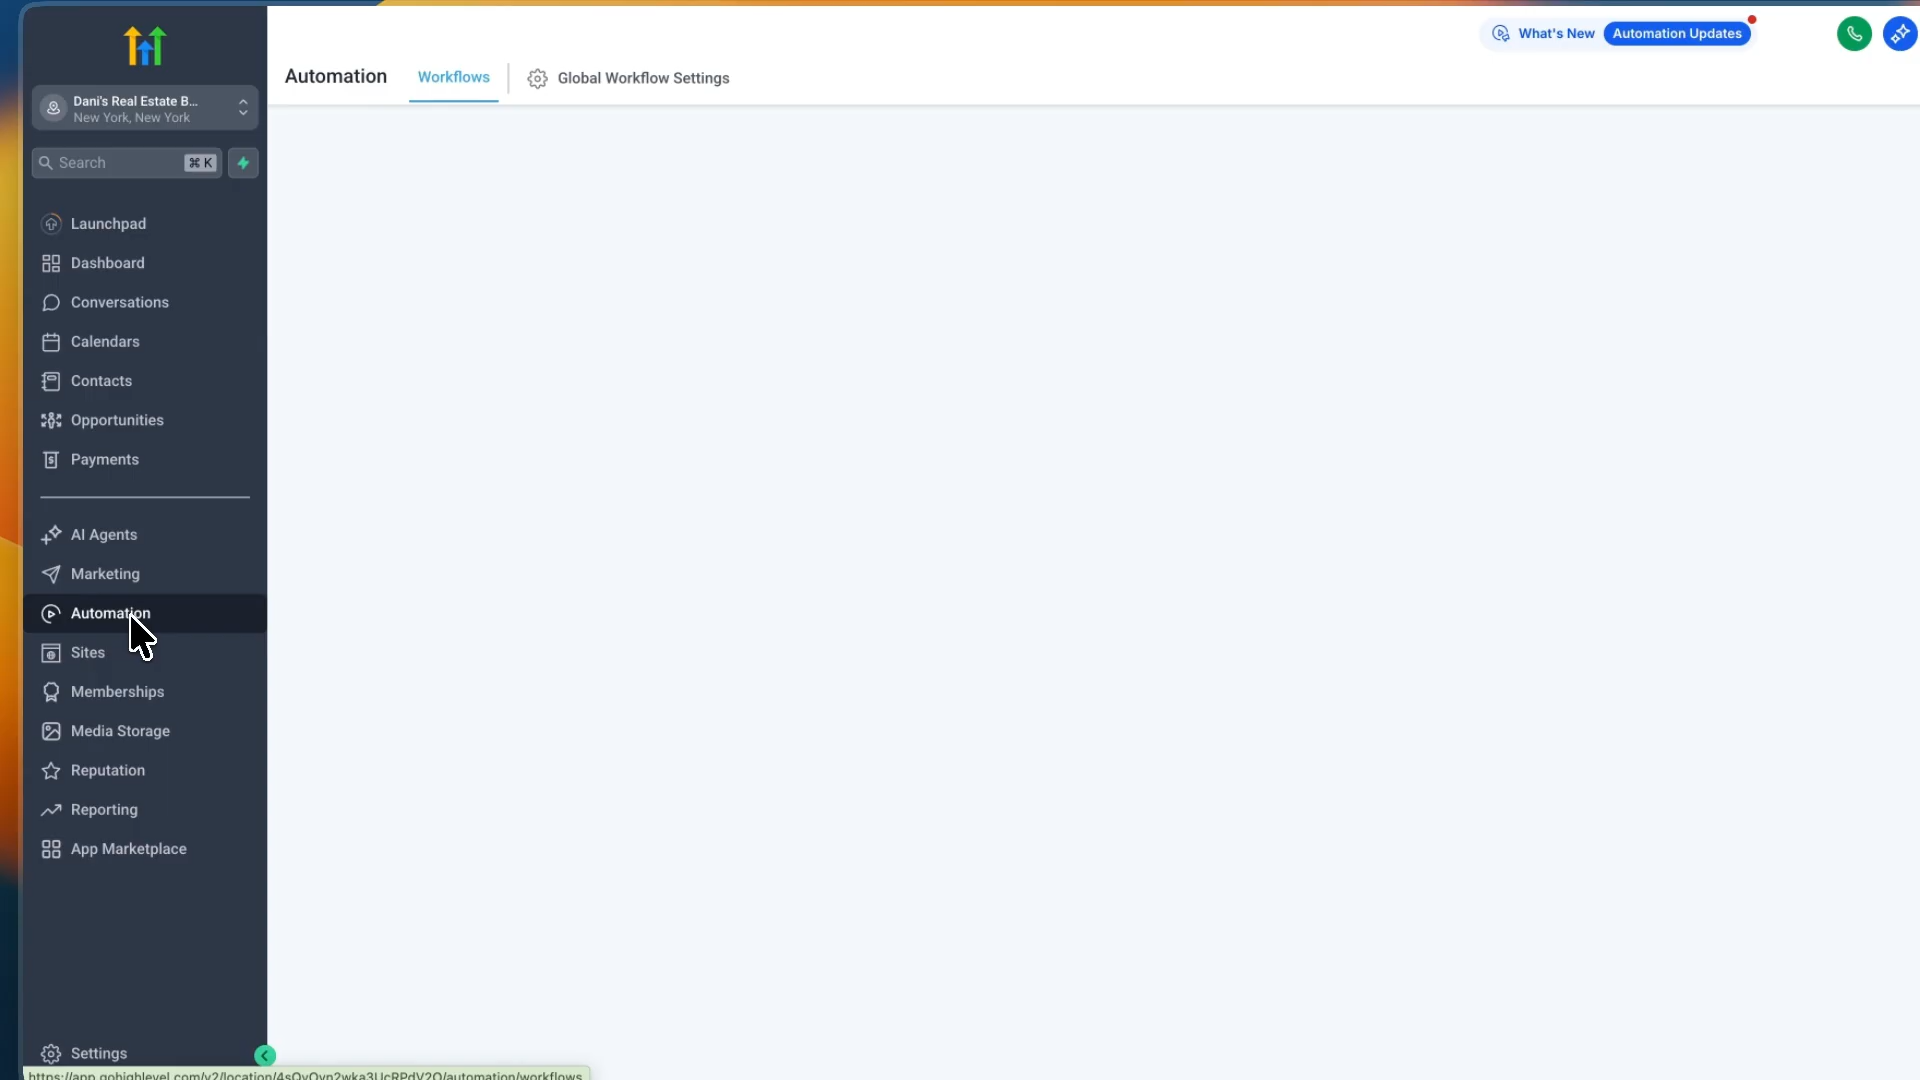 What's New
Automation Updates
Automation
Workflows
Global Workflow Settings
Dani's Real Estate B...
New York, New York
Search
⌘ K
Launchpad
Dashboard
Conversations
Calendars
Contacts
Opportunities
Payments
AI Agents
Marketing
Automation
Sites
Memberships
Media Storage
Reputation
Reporting
App Marketplace
Settings